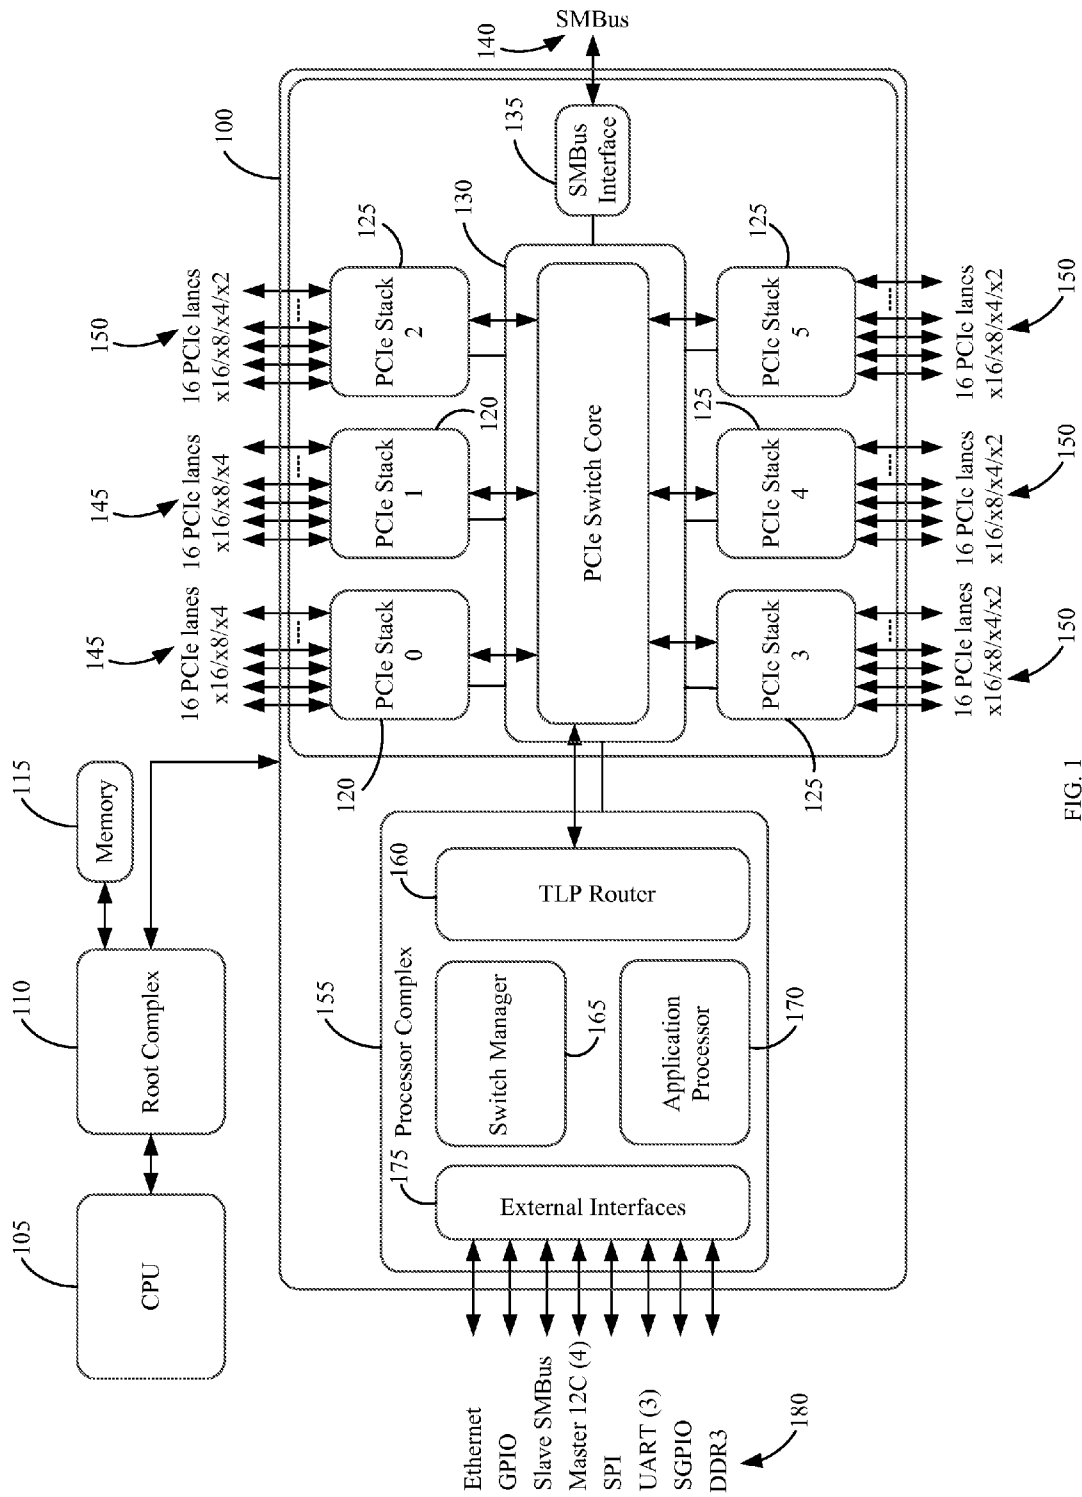 CPU
105
Root Complex
110
Memory
115
100
16 PCIe lanes
x16/x8/x4
145
16 PCIe lanes
x16/x8/x4
145
16 PCIe lanes
x16/x8/x4/x2
150
PCIe Stack
0
120
PCIe Stack
1
120
PCIe Stack
2
125
155
Processor Complex
175
External Interfaces
Switch Manager
165
Application
Processor
170
160
TLP Router
PCIe Switch Core
130
SMBus
Interface
135
SMBus
140
PCIe Stack
3
125
PCIe Stack
4
125
PCIe Stack
5
125
16 PCIe lanes
x16/x8/x4/x2
150
16 PCIe lanes
x16/x8/x4/x2
150
16 PCIe lanes
x16/x8/x4/x2
150
Ethernet
GPIO
Slave SMBus
Master 12C (4)
SPI
UART (3)
SGPIO
DDR3
180
FIG. 1